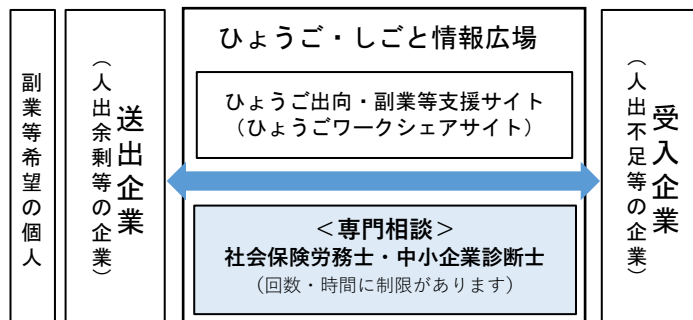 副業等希望の個人
送出企業
（人出余剰等の企業）
ひょうご・しごと情報広場
ひょうご出向・副業等支援サイト
（ひょうごワークシェアサイト）
＜専門相談＞
社会保険労務士・中小企業診断士
（回数・時間に制限があります）
受入企業
（人出不足等の企業）